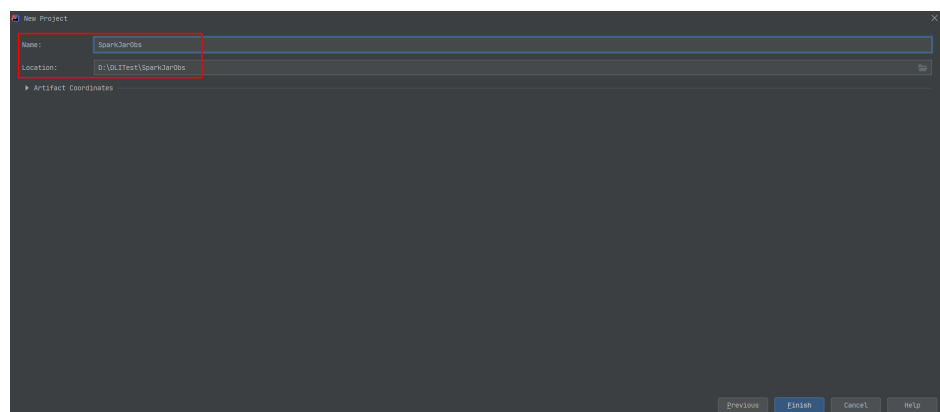 New Project
Name: SparkJarObs
Location: D:\DLITest\SparkJarObs
Artifact Coordinates
Previous Finish Cancel Help